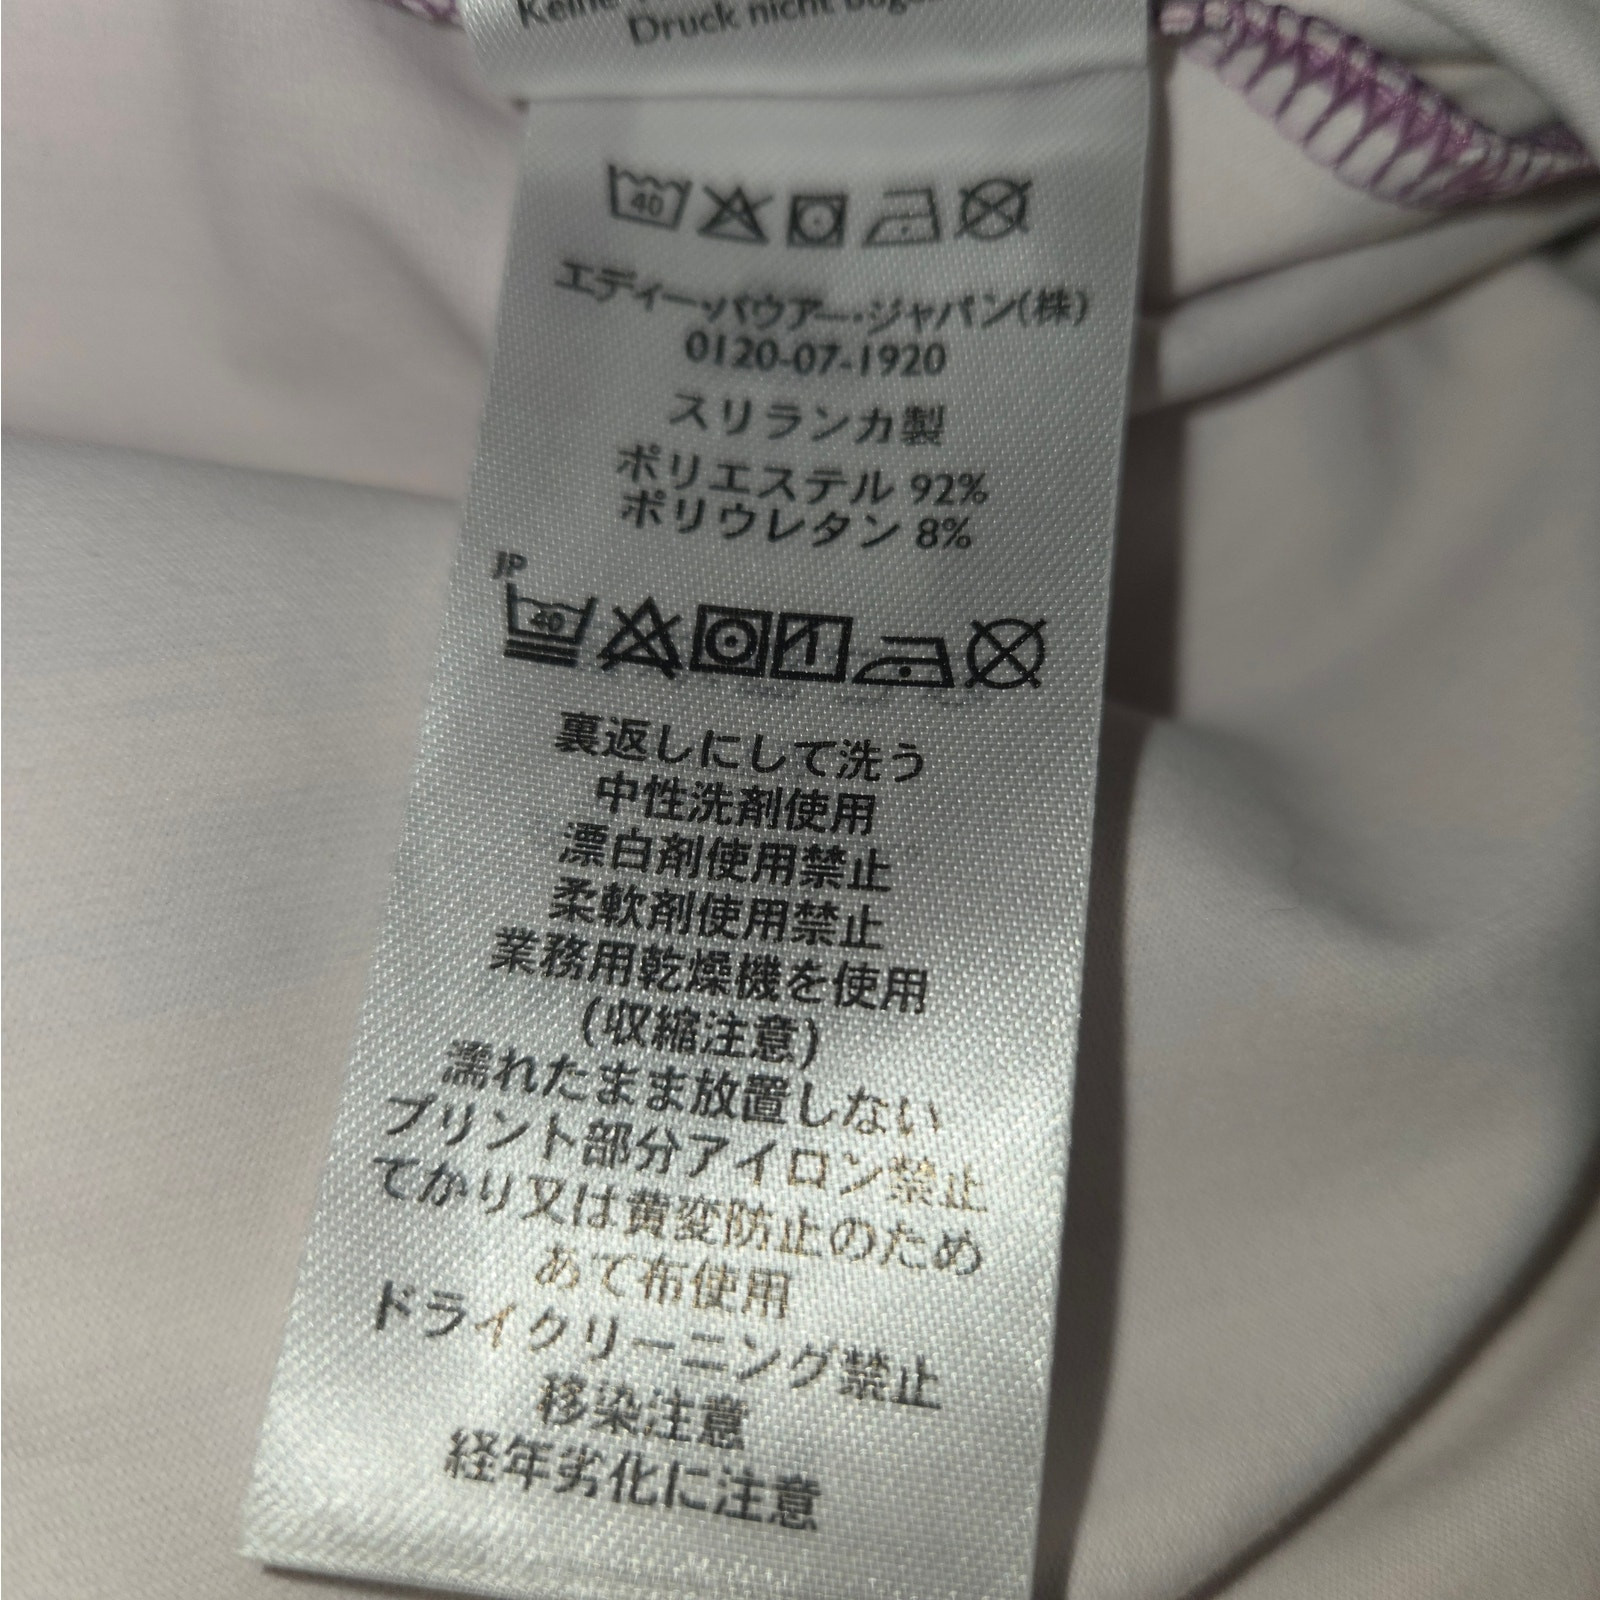 Keine
Druck nicht
40
エディー・バウアー・ジャパン(株)
0120-07-1920
スリランカ製
ポリエステル 92%
ポリウレタン 8%
JP
40
裏返しにして洗う
中性洗剤使用
漂白剤使用禁止
柔軟剤使用禁止
業務用乾燥機を使用
(収縮注意)
濡れたまま放置しない
プリント部分アイロン禁止
てかり又は黄変防止のため
あて布使用
ドライクリーニング禁止
移染注意
経年劣化に注意